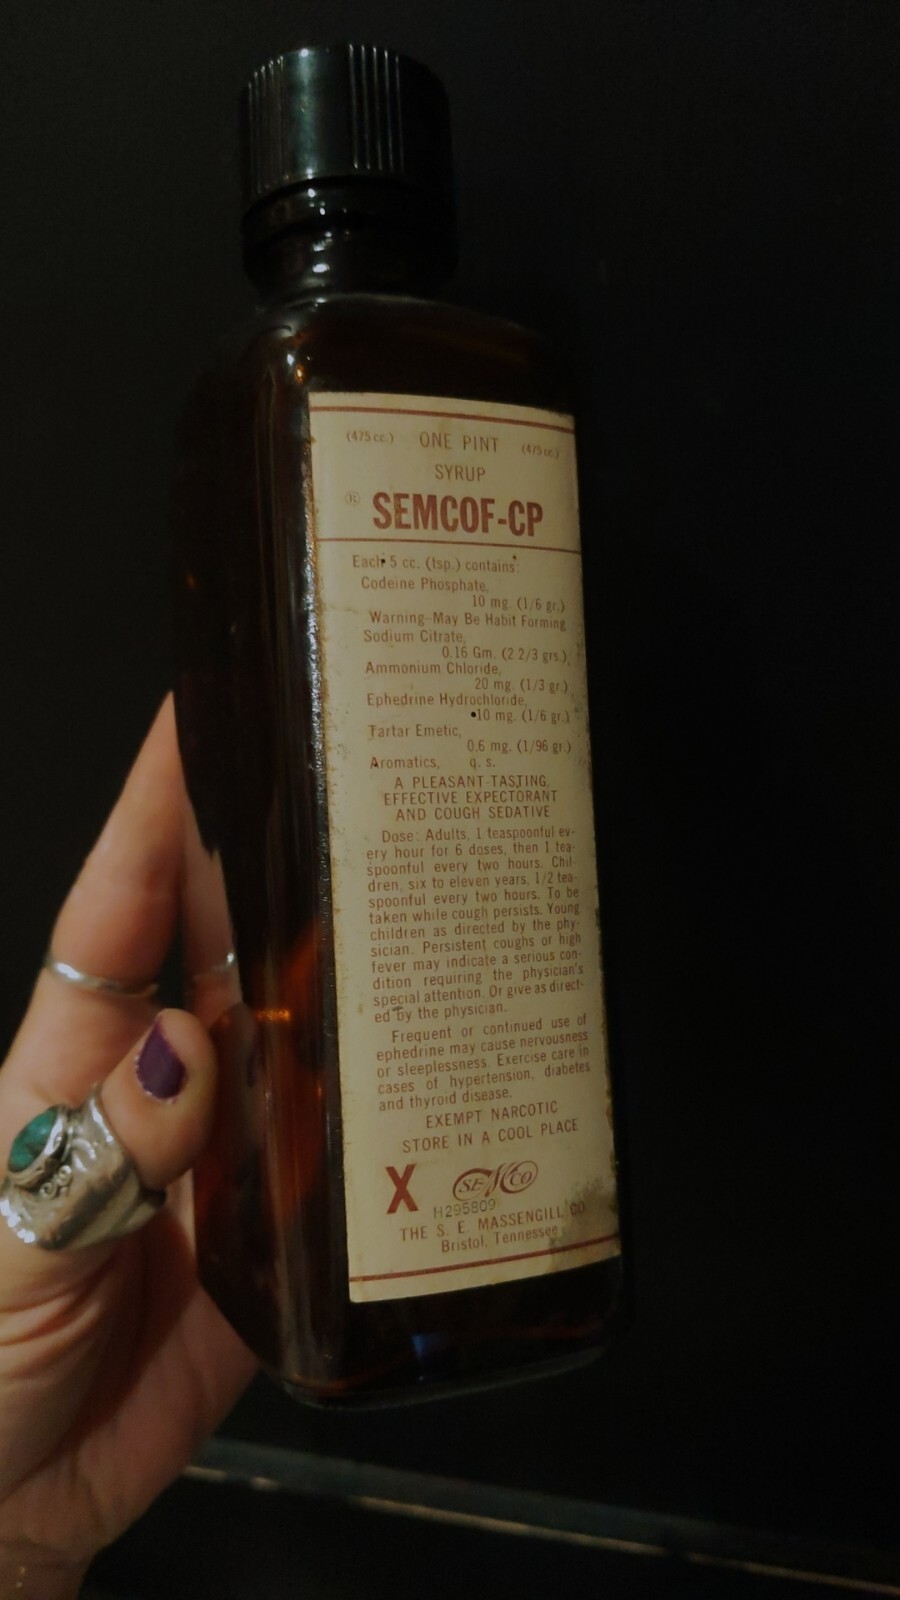 (475 cc.) ONE PINT (475 cc.)
SYRUP
® SEMCOF-CP
Each 5 cc. (tsp.) contains:
Codeine Phosphate,
10 mg. (1/6 gr.)
Warning-May Be Habit Forming
Sodium Citrate,
0.16 Gm. (2 2/3 grs.)
Ammonium Chloride,
20 mg. (1/3 gr.)
Ephedrine Hydrochloride,
10 mg. (1/6 gr.)
Tartar Emetic,
0.6 mg. (1/96 gr.)
Aromatics, q. s.
A PLEASANT-TASTING,
EFFECTIVE EXPECTORANT
AND COUGH SEDATIVE
Dose: Adults, 1 teaspoonful ev-
ery hour for 6 doses, then 1 tea-
spoonful every two hours. Chil-
dren, six to eleven years, 1/2 tea-
spoonful every two hours. To be
taken while cough persists. Young
children as directed by the phy-
sician. Persistent coughs or high
fever may indicate a serious con-
dition requiring the physician's
special attention. Or give as direct-
ed by the physician.
Frequent or continued use of
ephedrine may cause nervousness
or sleeplessness. Exercise care in
cases of hypertension, diabetes
and thyroid disease.
EXEMPT NARCOTIC
STORE IN A COOL PLACE
X SEMCO
H295809
THE S. E. MASSENGILL CO.
Bristol, Tennessee